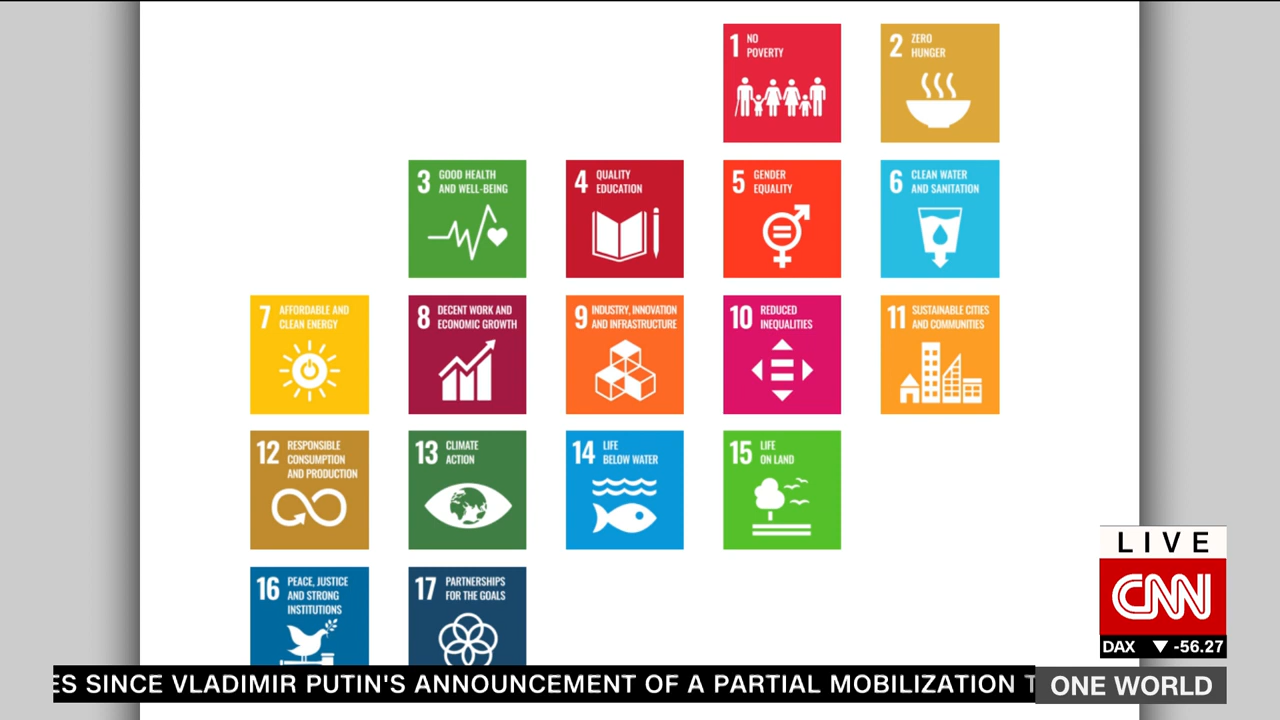 1 NO
POVERTY
2 ZERO
HUNGER
3 GOOD HEALTH
AND WELL-BEING
4 QUALITY
EDUCATION
5 GENDER
EQUALITY
6 CLEAN WATER
AND SANITATION
7 AFFORDABLE AND
CLEAN ENERGY
8 DECENT WORK AND
ECONOMIC GROWTH
9 INDUSTRY, INNOVATION
AND INFRASTRUCTURE
10 REDUCED
INEQUALITIES
11 SUSTAINABLE CITIES
AND COMMUNITIES
12 RESPONSIBLE
CONSUMPTION
AND PRODUCTION
13 CLIMATE
ACTION
14 LIFE
BELOW WATER
15 LIFE
ON LAND
16 PEACE, JUSTICE
AND STRONG
INSTITUTIONS
17 PARTNERSHIPS
FOR THE GOALS
LIVE
CNN
DAX ▼ -56.27
ES SINCE VLADIMIR PUTIN'S ANNOUNCEMENT OF A PARTIAL MOBILIZATION T
ONE WORLD